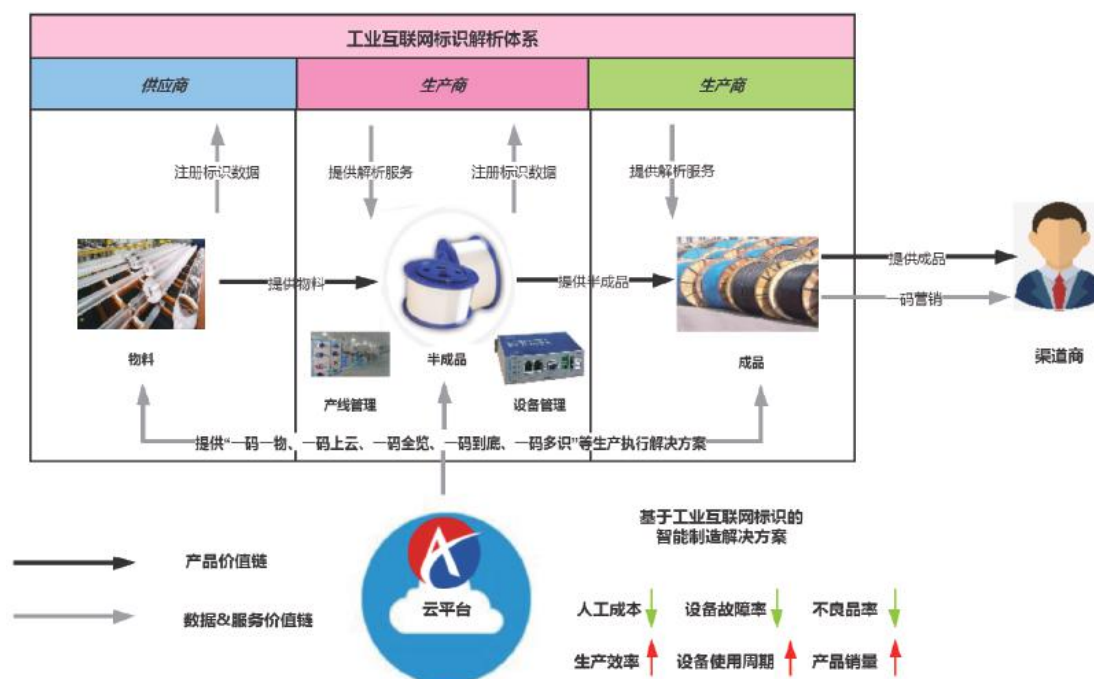 工业互联网标识解析体系
供应商
生产商
生产商
注册标识数据
提供解析服务
注册标识数据
提供解析服务
提供物料
提供半成品
提供成品
一码营销
物料
半成品
成品
渠道商
产线管理
设备管理
提供“一码一物、一码上云、一码全览、一码到底、一码多识”等生产执行解决方案
基于工业互联网标识的
智能制造解决方案
产品价值链
云平台
数据&服务价值链
人工成本
设备故障率
不良品率
生产效率
设备使用周期
产品销量